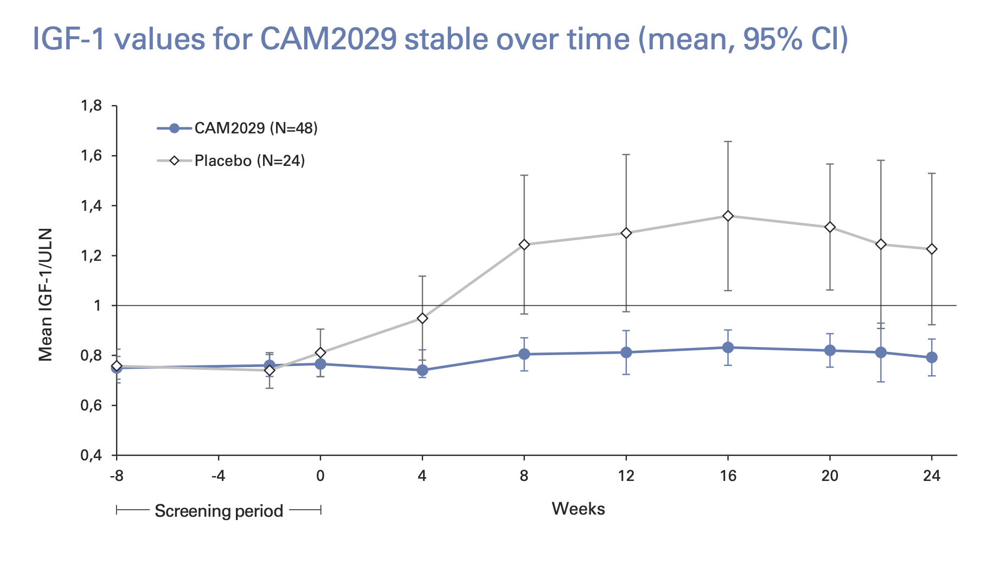 IGF-1 values for CAM2029 stable over time (mean, 95% CI)
1,8
1,6
1,4
1,2
1
0,8
0,6
0,4
Mean IGF-1/ULN
CAM2029 (N=48)
Placebo (N=24)
-8 -4 0 4 8 12 16 20 24
Screening period
Weeks